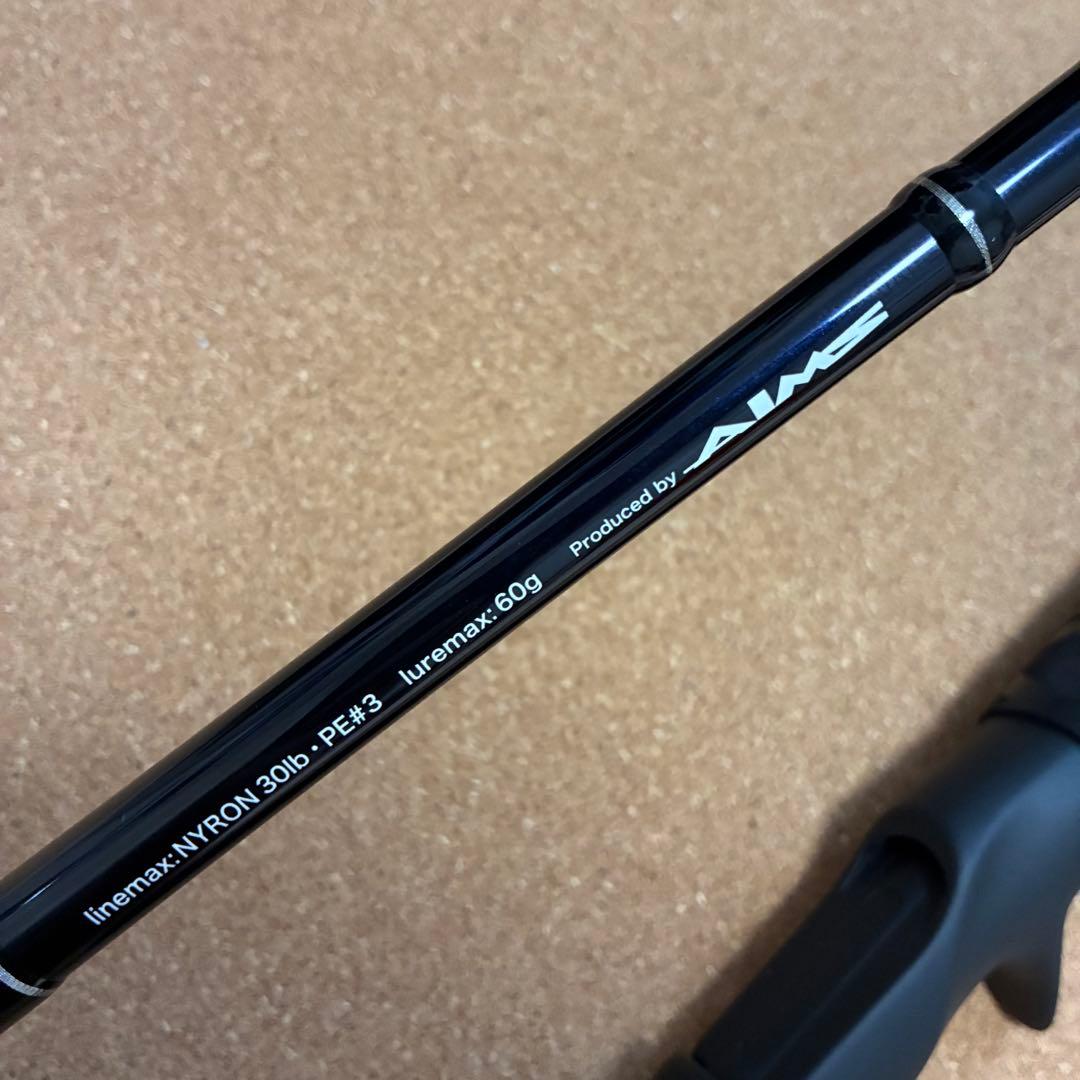 linemax: NYRON 30lb・PE#3 luremax: 60g Produced by AIMS